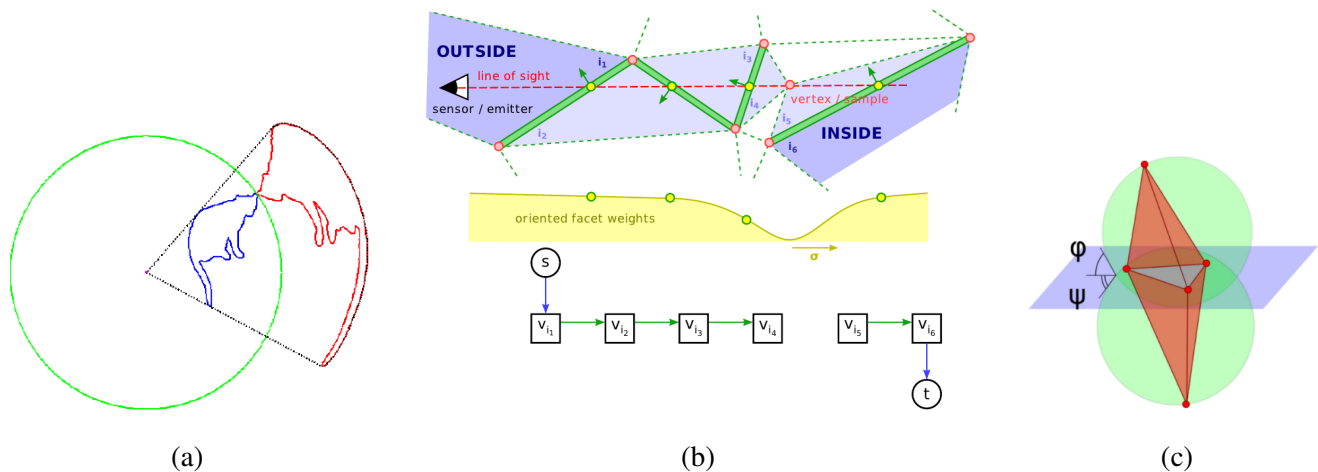 OUTSIDE
line of sight
sensor / emitter
i1
i2
i3
i4
i5
i6
vertex / sample
INSIDE
oriented facet weights
σ
s
vi1 vi2 vi3 vi4 vi5 vi6
t
φ
ψ
(a) (b) (c)